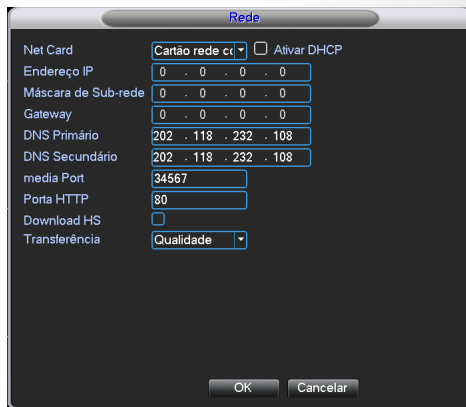 Rede
Net Card Cartão rede Ativar DHCP
Endereço IP 0 . 0 . 0 . 0
Máscara de Sub-rede 0 . 0 . 0 . 0
Gateway 0 . 0 . 0 . 0
DNS Primário 202 . 118 . 232 . 108
DNS Secundário 202 . 118 . 232 . 108
media Port 34567
Porta HTTP 80
Download HS
Transferência Qualidade
OK Cancelar